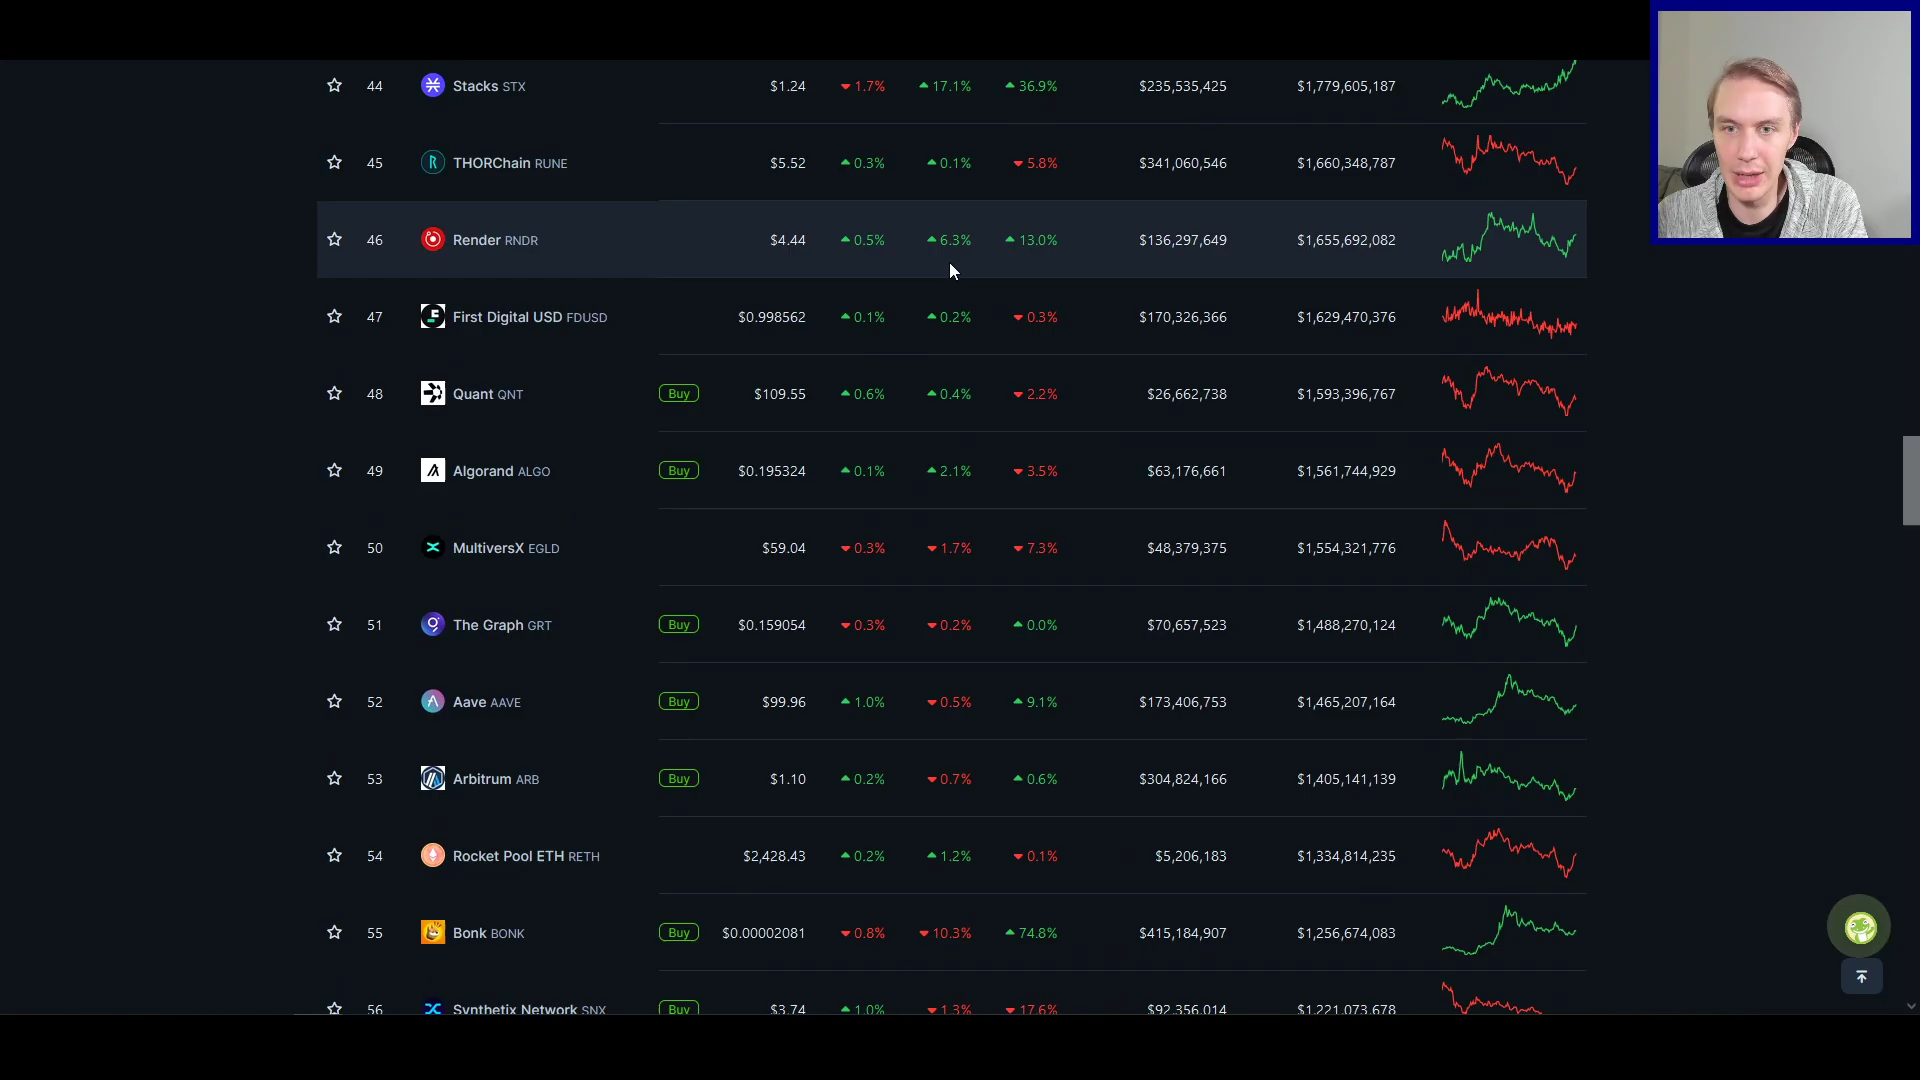 44 Stacks STX $1.24 1.7% 17.1% 36.9% $235,535,425 $1,779,605,187
45 THORChain RUNE $5.52 0.3% 0.1% 5.8% $341,060,546 $1,660,348,787
46 Render RNDR $4.44 0.5% 6.3% 13.0% $136,297,649 $1,655,692,082
47 First Digital USD FDUSD $0.998562 0.1% 0.2% 0.3% $170,326,366 $1,629,470,376
48 Quant QNT Buy $109.55 0.6% 0.4% 2.2% $26,662,738 $1,593,396,767
49 Algorand ALGO Buy $0.195324 0.1% 2.1% 3.5% $63,176,661 $1,561,744,929
50 MultiversX EGLD $59.04 0.3% 1.7% 7.3% $48,379,375 $1,554,321,776
51 The Graph GRT Buy $0.159054 0.3% 0.2% 0.0% $70,657,523 $1,488,270,124
52 Aave AAVE Buy $99.96 1.0% 0.5% 9.1% $173,406,753 $1,465,207,164
53 Arbitrum ARB Buy $1.10 0.2% 0.7% 0.6% $304,824,166 $1,405,141,139
54 Rocket Pool ETH RETH $2,428.43 0.2% 1.2% 0.1% $5,206,183 $1,334,814,235
55 Bonk BONK Buy $0.00002081 0.8% 10.3% 74.8% $415,184,907 $1,256,674,083
56 Synthetix Network SNX Buy $3.74 1.0% 1.3% 17.6% $92,356,014 $1,221,073,678